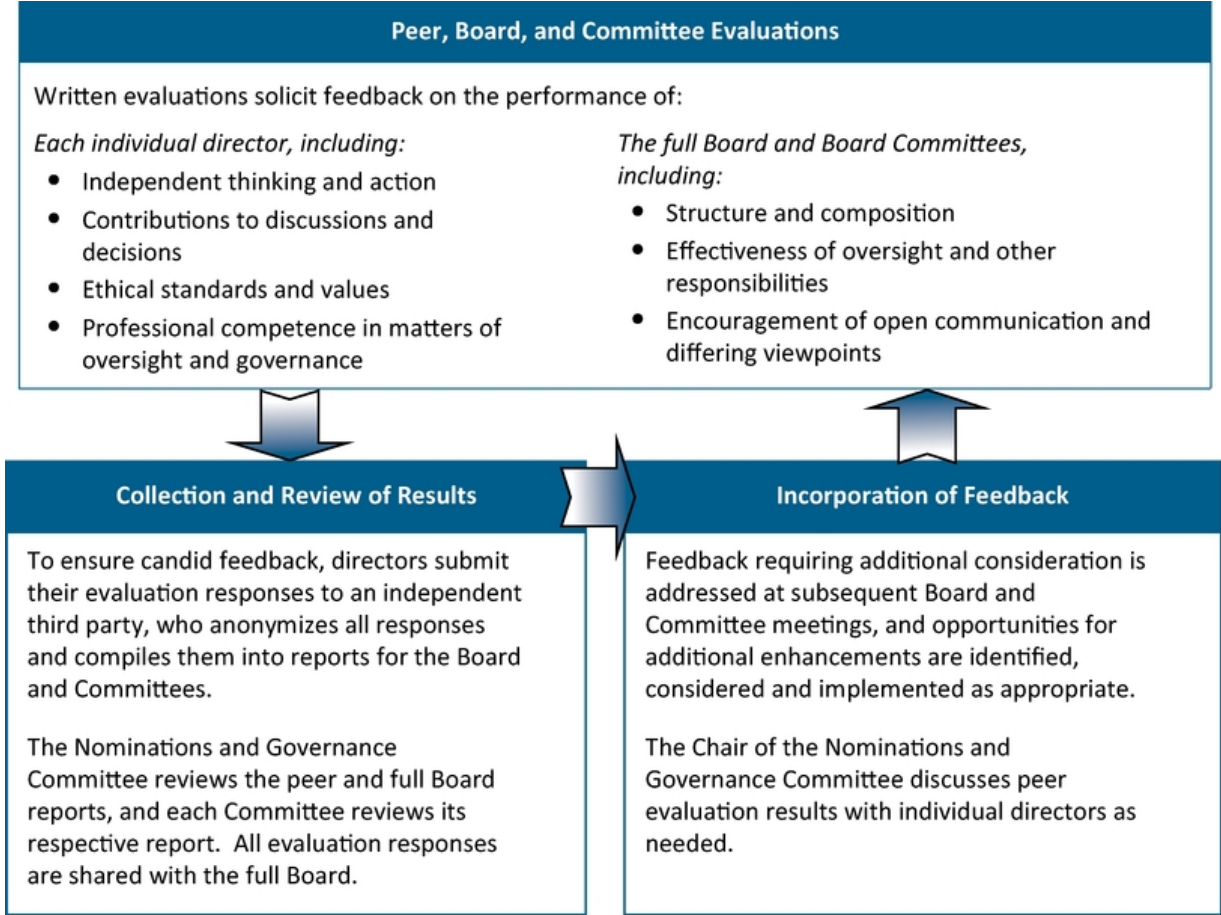 Peer, Board, and Committee Evaluations
Written evaluations solicit feedback on the performance of:
Each individual director, including:
• Independent thinking and action
• Contributions to discussions and
decisions
• Ethical standards and values
• Professional competence in matters of
oversight and governance
The full Board and Board Committees,
including:
• Structure and composition
• Effectiveness of oversight and other
responsibilities
• Encouragement of open communication and
differing viewpoints
Collection and Review of Results
To ensure candid feedback, directors submit
their evaluation responses to an independent
third party, who anonymizes all responses
and compiles them into reports for the Board
and Committees.
The Nominations and Governance
Committee reviews the peer and full Board
reports, and each Committee reviews its
respective report.  All evaluation responses
are shared with the full Board.
Incorporation of Feedback
Feedback requiring additional consideration is
addressed at subsequent Board and
Committee meetings, and opportunities for
additional enhancements are identified,
considered and implemented as appropriate.
The Chair of the Nominations and
Governance Committee discusses peer
evaluation results with individual directors as
needed.